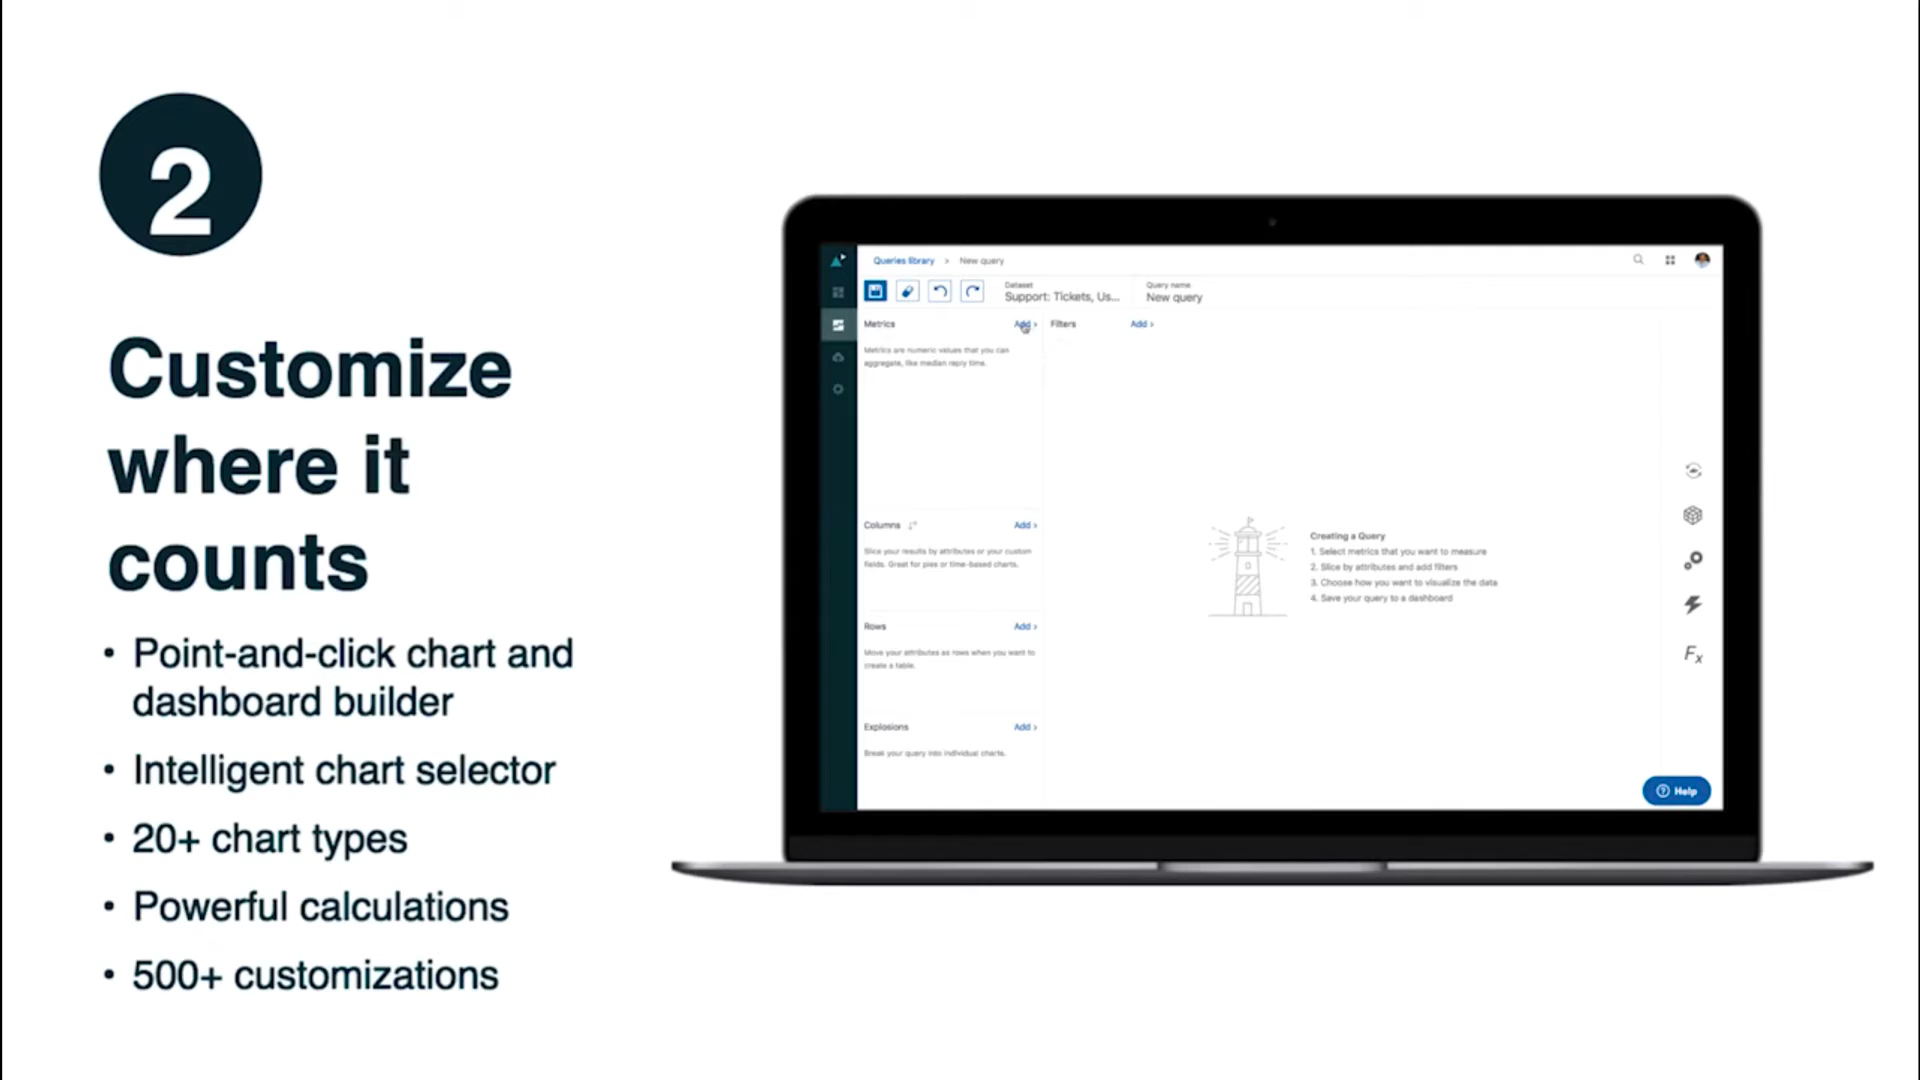 2
Customize
where it
counts
• Point-and-click chart and
dashboard builder
• Intelligent chart selector
• 20+ chart types
• Powerful calculations
• 500+ customizations
Queries library > New query
Dataset
Support: Tickets, Us...
Query name
New query
Metrics Add >
Filters Add >
Metrics are numeric values that you can
aggregate, like median reply time.
Columns Add >
Slice your results by attributes or your custom
fields. Great for pies or time-based charts.
Rows Add >
Move your attributes as rows when you want to
create a table.
Explosions Add >
Break your query into individual charts.
Creating a Query
1. Select metrics that you want to measure
2. Slice by attributes and add filters
3. Choose how you want to visualize the data
4. Save your query to a dashboard
Fx
Help